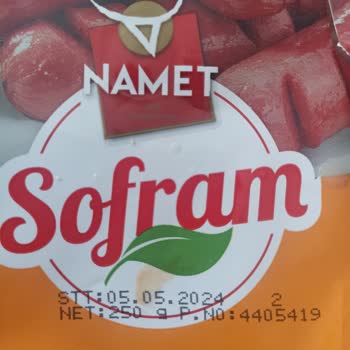 NAMET
Sofram
STT:05.05.2024 2
NET:250 g P.NO:4405419